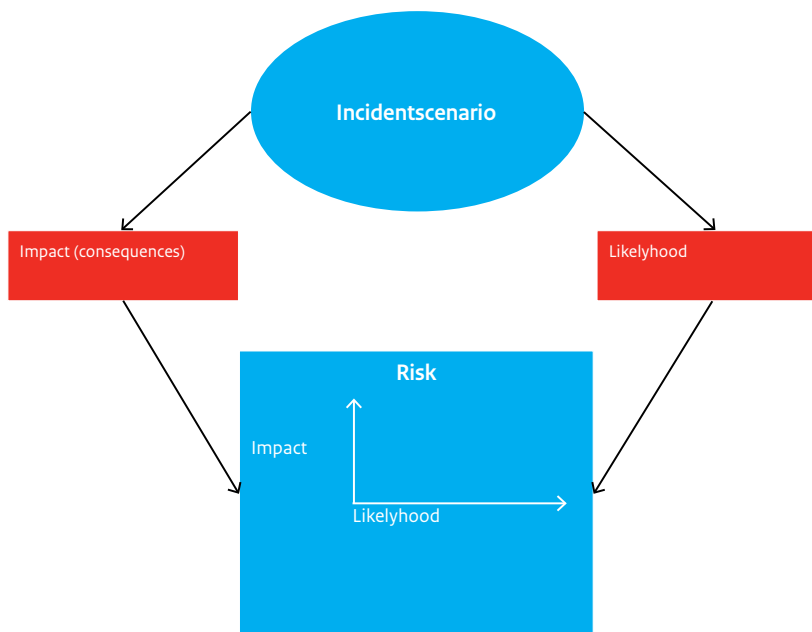 Incidentscenario
Impact (consequences)
Likelyhood
Risk
Impact
Likelyhood